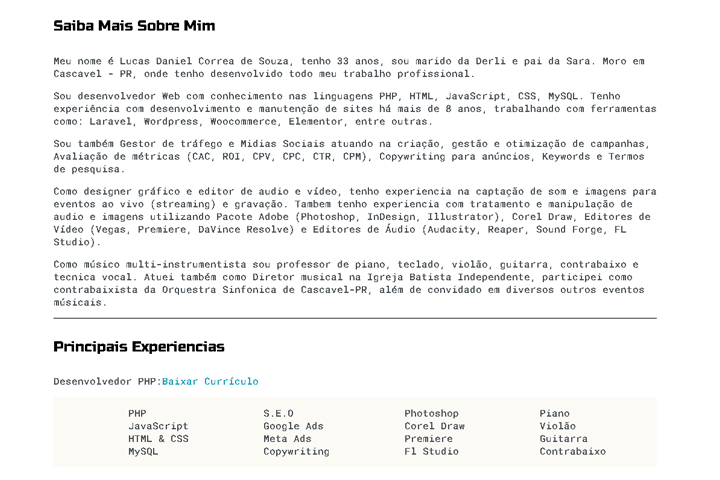 Saiba Mais Sobre Mim
Meu nome é Lucas Daniel Correa de Souza, tenho 33 anos, sou marido da Derli e pai da Sara. Moro em
Cascavel - PR, onde tenho desenvolvido todo meu trabalho profissional.
Sou desenvolvedor Web com conhecimento nas linguagens PHP, HTML, JavaScript, CSS, MySQL. Tenho
experiência com desenvolvimento e manutenção de sites há mais de 8 anos, trabalhando com ferramentas
como: Laravel, Wordpress, Woocommerce, Elementor, entre outras.
Sou também Gestor de tráfego e Midias Sociais atuando na criação, gestão e otimização de campanhas,
Avaliação de métricas (CAC, ROI, CPV, CPC, CTR, CPM), Copywriting para anúncios, Keywords e Termos
de pesquisa.
Como designer gráfico e editor de audio e vídeo, tenho experiencia na captação de som e imagens para
eventos ao vivo (streaming) e gravação. Tambem tenho experiencia com tratamento e manipulação de
audio e imagens utilizando Pacote Adobe (Photoshop, InDesign, Illustrator), Corel Draw, Editores de
Vídeo (Vegas, Premiere, DaVince Resolve) e Editores de Áudio (Audacity, Reaper, Sound Forge, FL
Studio).
Como músico multi-instrumentista sou professor de piano, teclado, violão, guitarra, contrabaixo e
tecnica vocal. Atuei também como Diretor musical na Igreja Batista Independente, participei como
contrabaixista da Orquestra Sinfonica de Cascavel-PR, além de convidado em diversos outros eventos
músicais.
Principais Experiencias
Desenvolvedor PHP:Baixar Currículo
PHP S.E.O Photoshop Piano
JavaScript Google Ads Corel Draw Violão
HTML & CSS Meta Ads Premiere Guitarra
MySQL Copywriting Fl Studio Contrabaixo